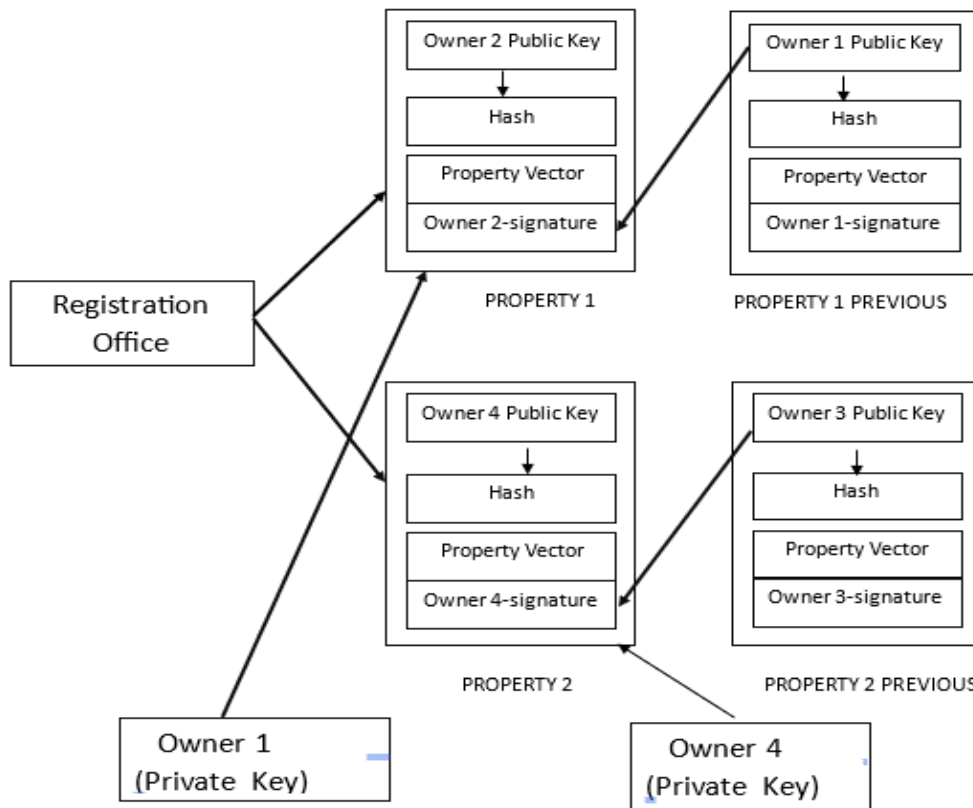 Owner 2 Public Key
Hash
Property Vector
Owner 2-signature
PROPERTY 1
Owner 1 Public Key
Hash
Property Vector
Owner 1-signature
PROPERTY 1 PREVIOUS
Registration
Office
Owner 4 Public Key
Hash
Property Vector
Owner 4-signature
PROPERTY 2
Owner 3 Public Key
Hash
Property Vector
Owner 3-signature
PROPERTY 2 PREVIOUS
Owner 1
(Private Key)
Owner 4
(Private Key)